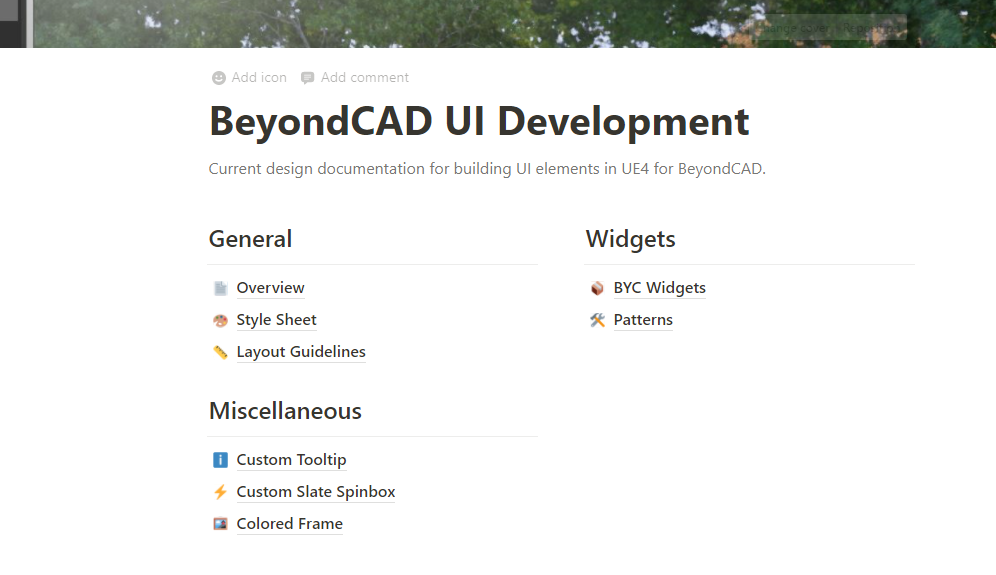 Add icon Add comment
BeyondCAD UI Development
Current design documentation for building UI elements in UE4 for BeyondCAD.
General
Overview
Style Sheet
Layout Guidelines
Miscellaneous
Custom Tooltip
Custom Slate Spinbox
Colored Frame
Widgets
BYC Widgets
Patterns